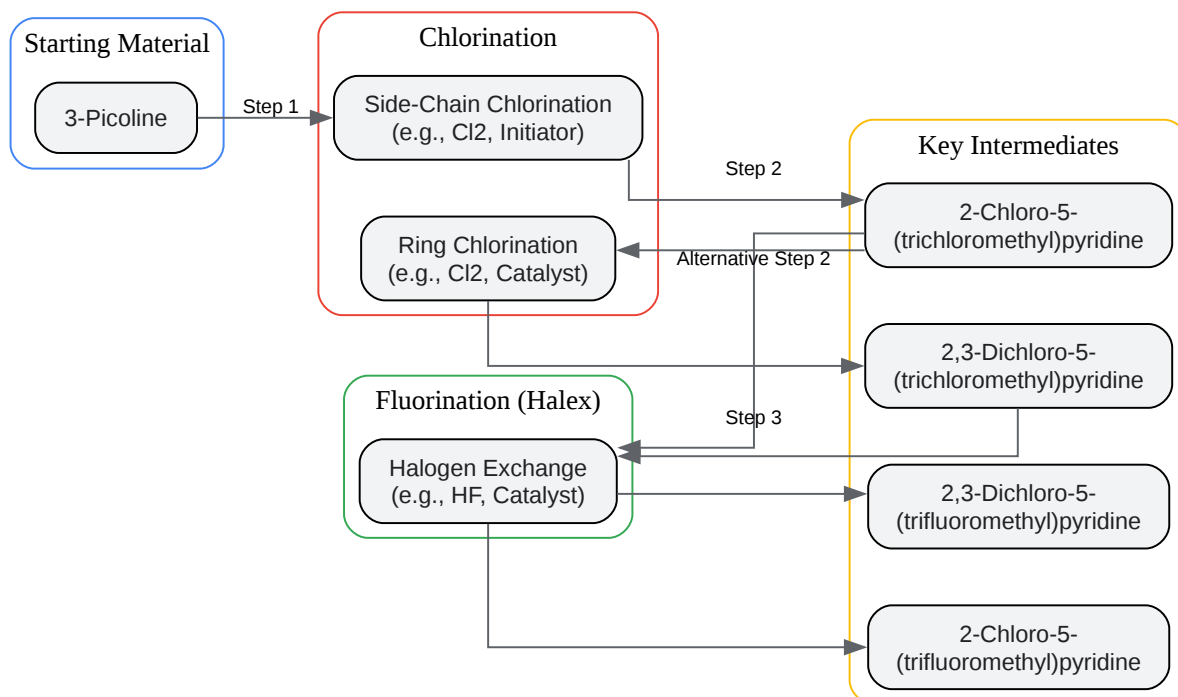 Starting Material
3-Picoline
Step 1
Chlorination
Side-Chain Chlorination
(e.g., Cl2, Initiator)
Step 2
Ring Chlorination
(e.g., Cl2, Catalyst)
Alternative Step 2
Key Intermediates
2-Chloro-5-
(trichloromethyl)pyridine
2,3-Dichloro-5-
(trichloromethyl)pyridine
Fluorination (Halex)
Step 3
Halogen Exchange
(e.g., HF, Catalyst)
2,3-Dichloro-5-
(trifluoromethyl)pyridine
2-Chloro-5-
(trifluoromethyl)pyridine